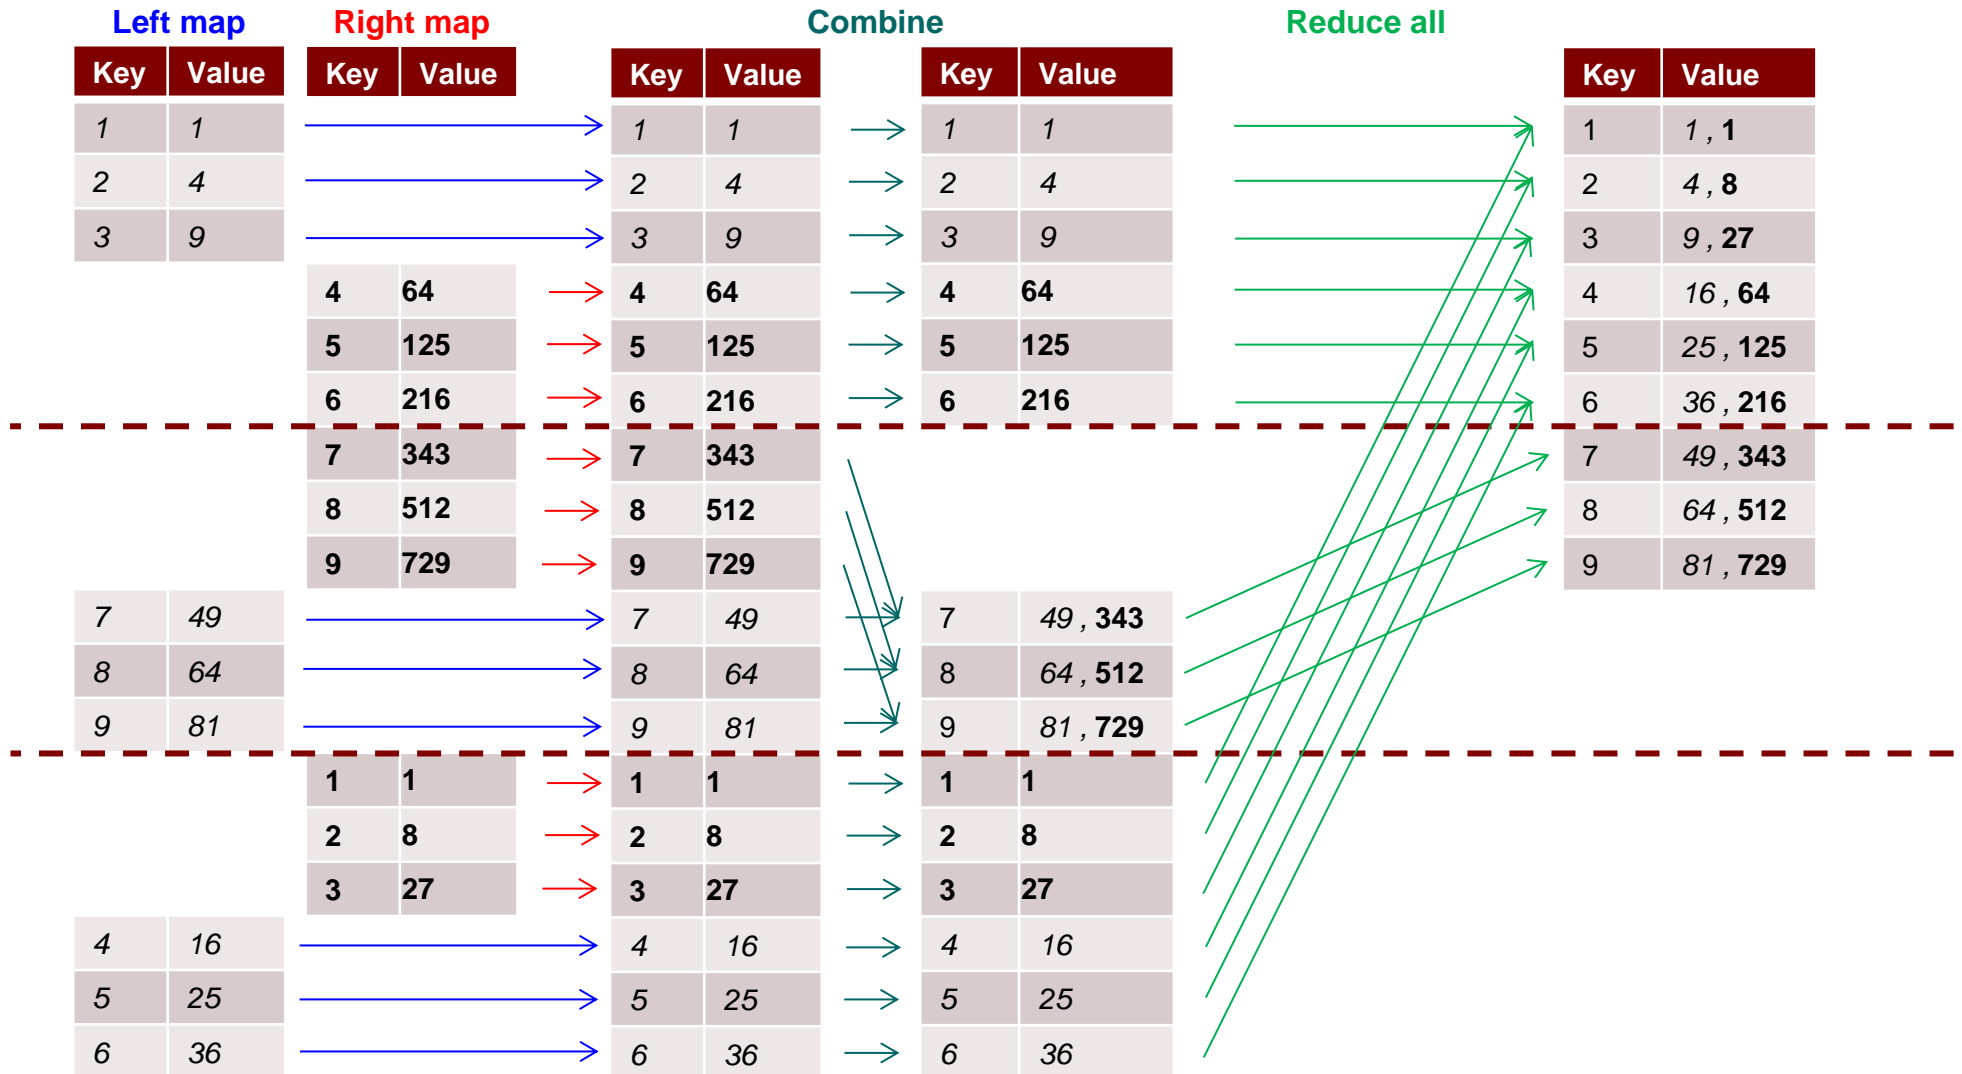 Left map Right map Combine Reduce all
Key Value Key Value Key Value Key Value Key Value
1 1 1 1 1 1 1 1 , 1
2 4 2 4 2 4 2 4 , 8
3 9 3 9 3 9 3 9 , 27
4 64 4 64 4 64 4 16 , 64
5 125 5 125 5 125 5 25 , 125
6 216 6 216 6 216 6 36 , 216
7 343 7 343 7 49 , 343
8 512 8 512 8 64 , 512
9 729 9 729 9 81 , 729
7 49 7 49 7 49 , 343
8 64 8 64 8 64 , 512
9 81 9 81 9 81 , 729
1 1 1 1 1 1
2 8 2 8 2 8
3 27 3 27 3 27
4 16 4 16 4 16
5 25 5 25 5 25
6 36 6 36 6 36